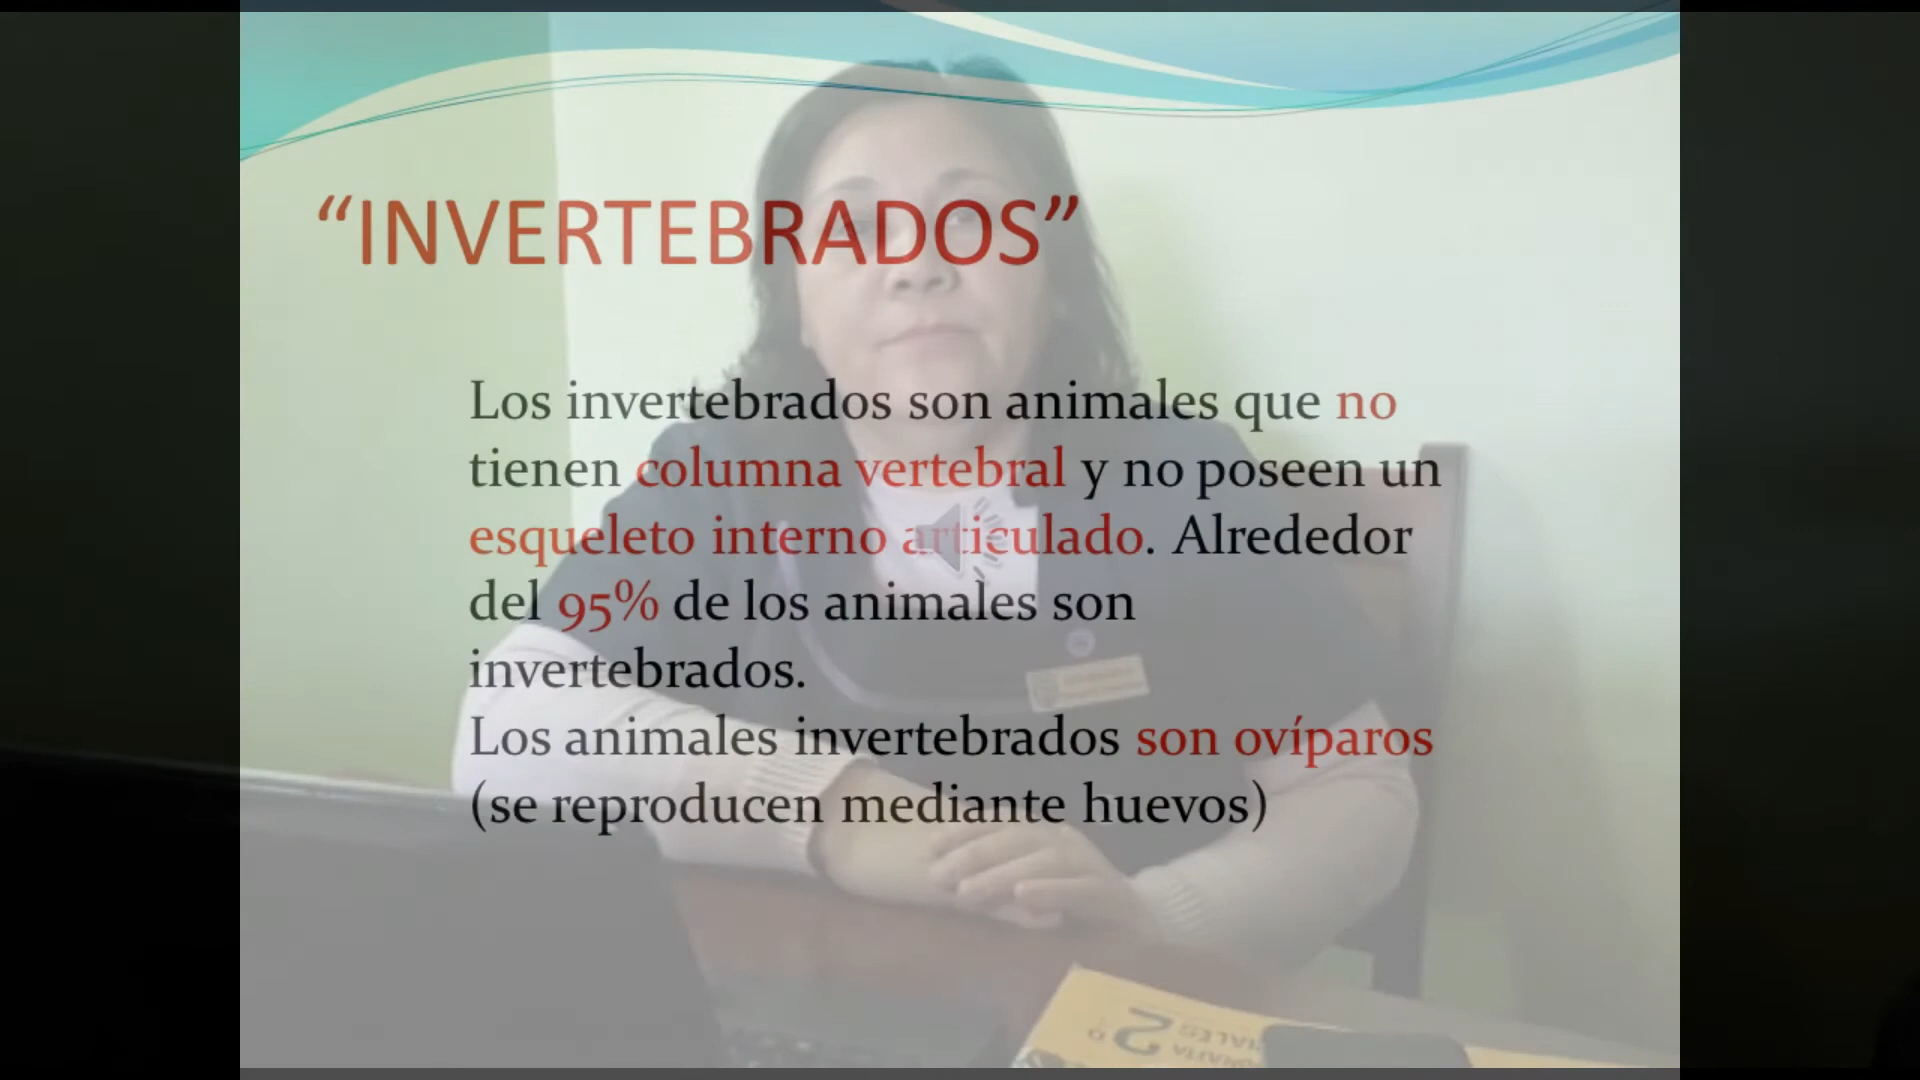 “INVERTEBRADOS”
Los invertebrados son animales que no
tienen columna vertebral y no poseen un
esqueleto interno articulado. Alrededor
del 95% de los animales son
invertebrados.
Los animales invertebrados son ovíparos
(se reproducen mediante huevos)
2